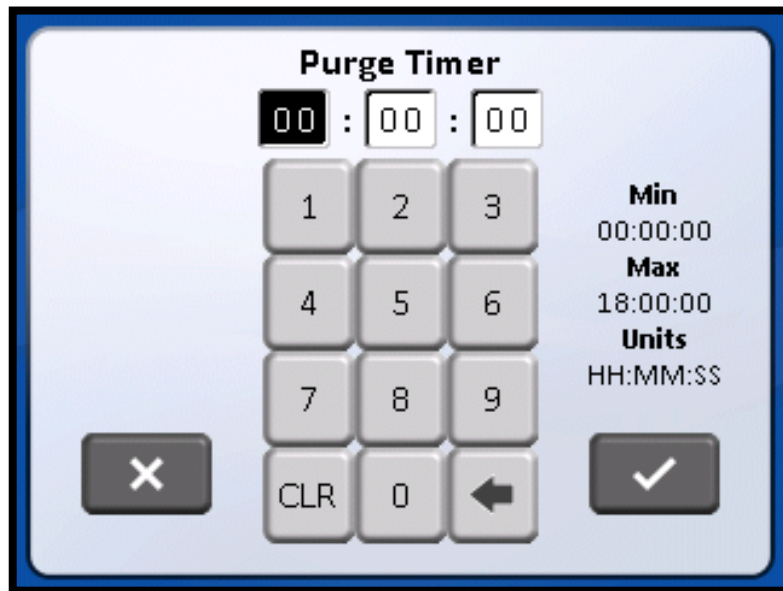 Purge Timer
00 : 00 : 00
1 2 3
Min
00:00:00
Max
4 5 6
18:00:00
Units
HH:MM:SS
7 8 9
CLR 0